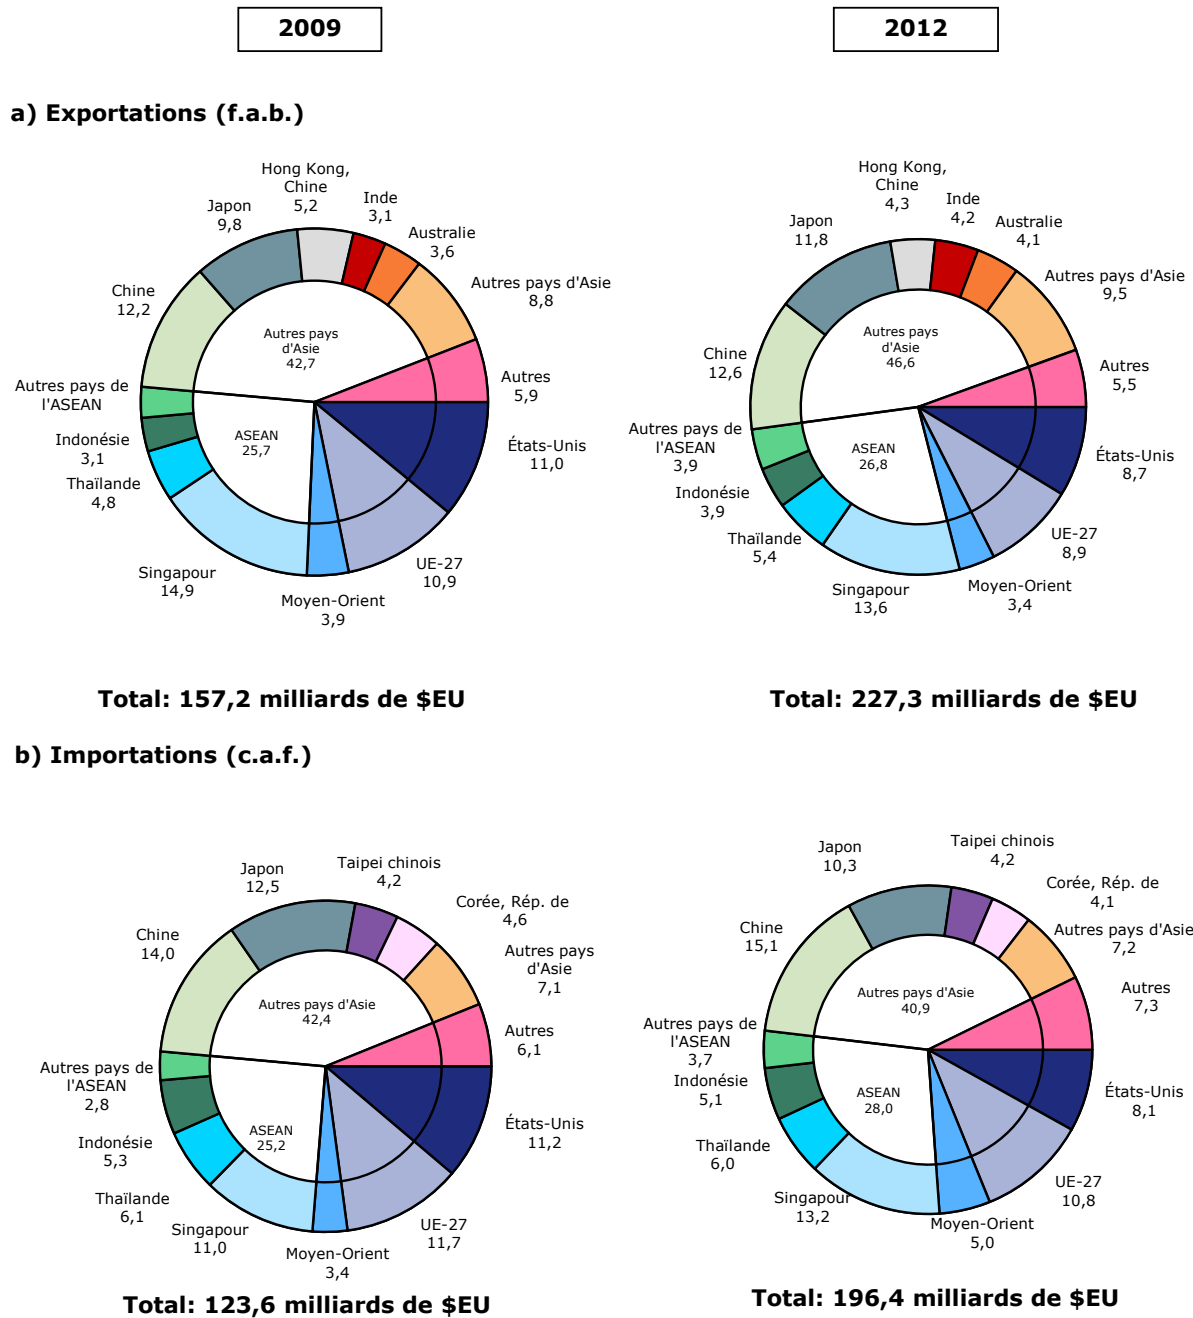 2009
2012
a) Exportations (f.a.b.)
Hong Kong,
Chine
5,2
Inde
3,1
Japon
9,8
Australie
3,6
Autres pays d'Asie
8,8
Chine
12,2
Autres pays
d'Asie
42,7
Autres
5,9
Autres pays de
l'ASEAN
ASEAN
25,7
Indonésie
3,1
États-Unis
11,0
Thaïlande
4,8
UE-27
10,9
Singapour
14,9
Moyen-Orient
3,9
Total: 157,2 milliards de $EU
Hong Kong,
Chine
4,3
Inde
4,2
Japon
11,8
Australie
4,1
Autres pays d'Asie
9,5
Autres pays
d'Asie
46,6
Chine
12,6
Autres
5,5
Autres pays de
l'ASEAN
3,9
ASEAN
26,8
États-Unis
8,7
Indonésie
3,9
Thaïlande
5,4
UE-27
8,9
Singapour
13,6
Moyen-Orient
3,4
Total: 227,3 milliards de $EU
b) Importations (c.a.f.)
Japon
12,5
Taipei chinois
4,2
Corée, Rép. de
4,6
Chine
14,0
Autres pays
d'Asie
7,1
Autres pays d'Asie
42,4
Autres
6,1
Autres pays de
l'ASEAN
2,8
États-Unis
11,2
ASEAN
25,2
Indonésie
5,3
Thaïlande
6,1
Singapour
11,0
UE-27
11,7
Moyen-Orient
3,4
Total: 123,6 milliards de $EU
Japon
10,3
Taipei chinois
4,2
Corée, Rép. de
4,1
Chine
15,1
Autres pays d'Asie
7,2
Autres pays d'Asie
40,9
Autres
7,3
Autres pays de
l'ASEAN
3,7
Indonésie
5,1
ASEAN
28,0
États-Unis
8,1
Thaïlande
6,0
Singapour
13,2
UE-27
10,8
Moyen-Orient
5,0
Total: 196,4 milliards de $EU